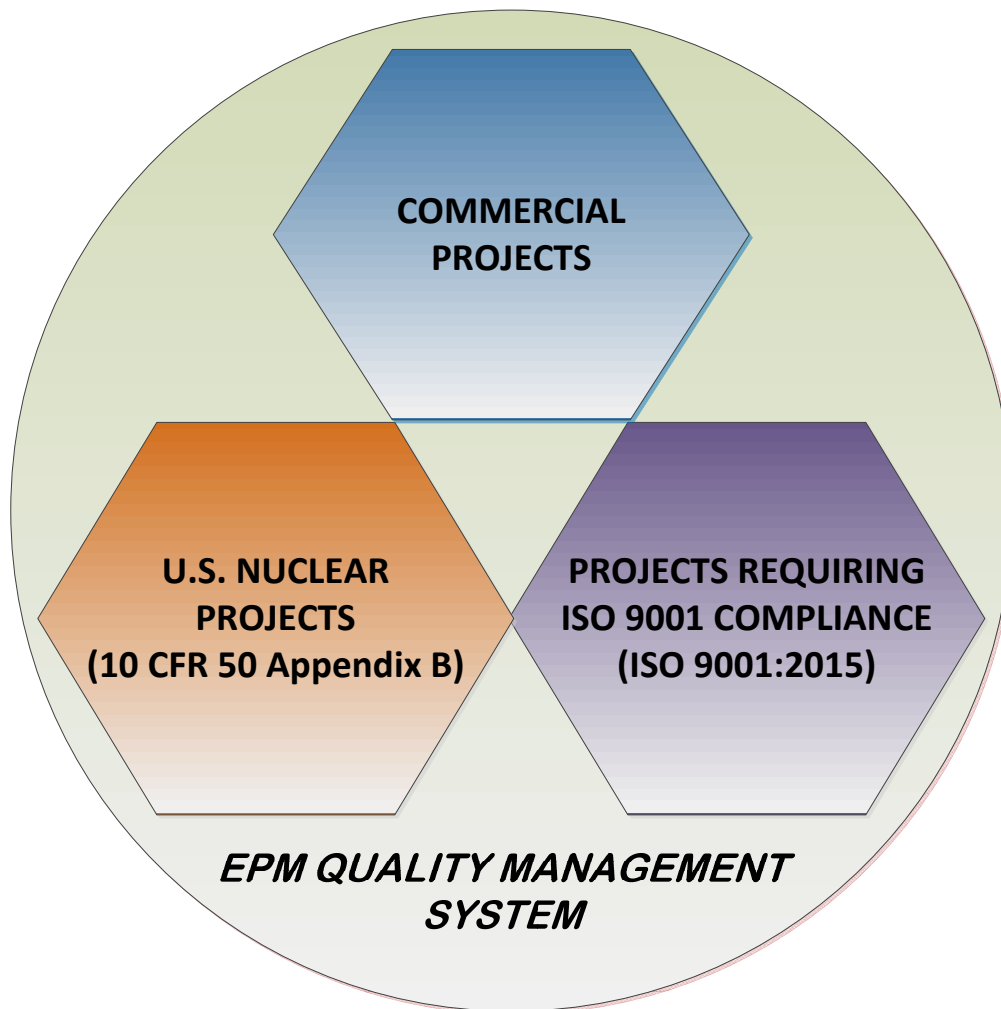 COMMERCIAL
PROJECTS
U.S. NUCLEAR
PROJECTS
(10 CFR 50 Appendix B)
PROJECTS REQUIRING
ISO 9001 COMPLIANCE
(ISO 9001:2015)
EPM QUALITY MANAGEMENT
SYSTEM